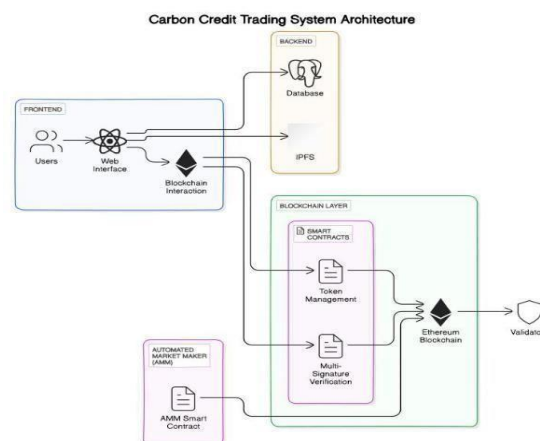 Carbon Credit Trading System Architecture
BACKEND
Database
IPFS
FRONTEND
Users
Web
Interface
Blockchain
Interaction
BLOCKCHAIN LAYER
SMART
CONTRACTS
Token
Management
Multi-
Signature
Verification
Ethereum
Blockchain
Validato
AUTOMATED
MARKET MAKER
(AMM)
AMM Smart
Contract